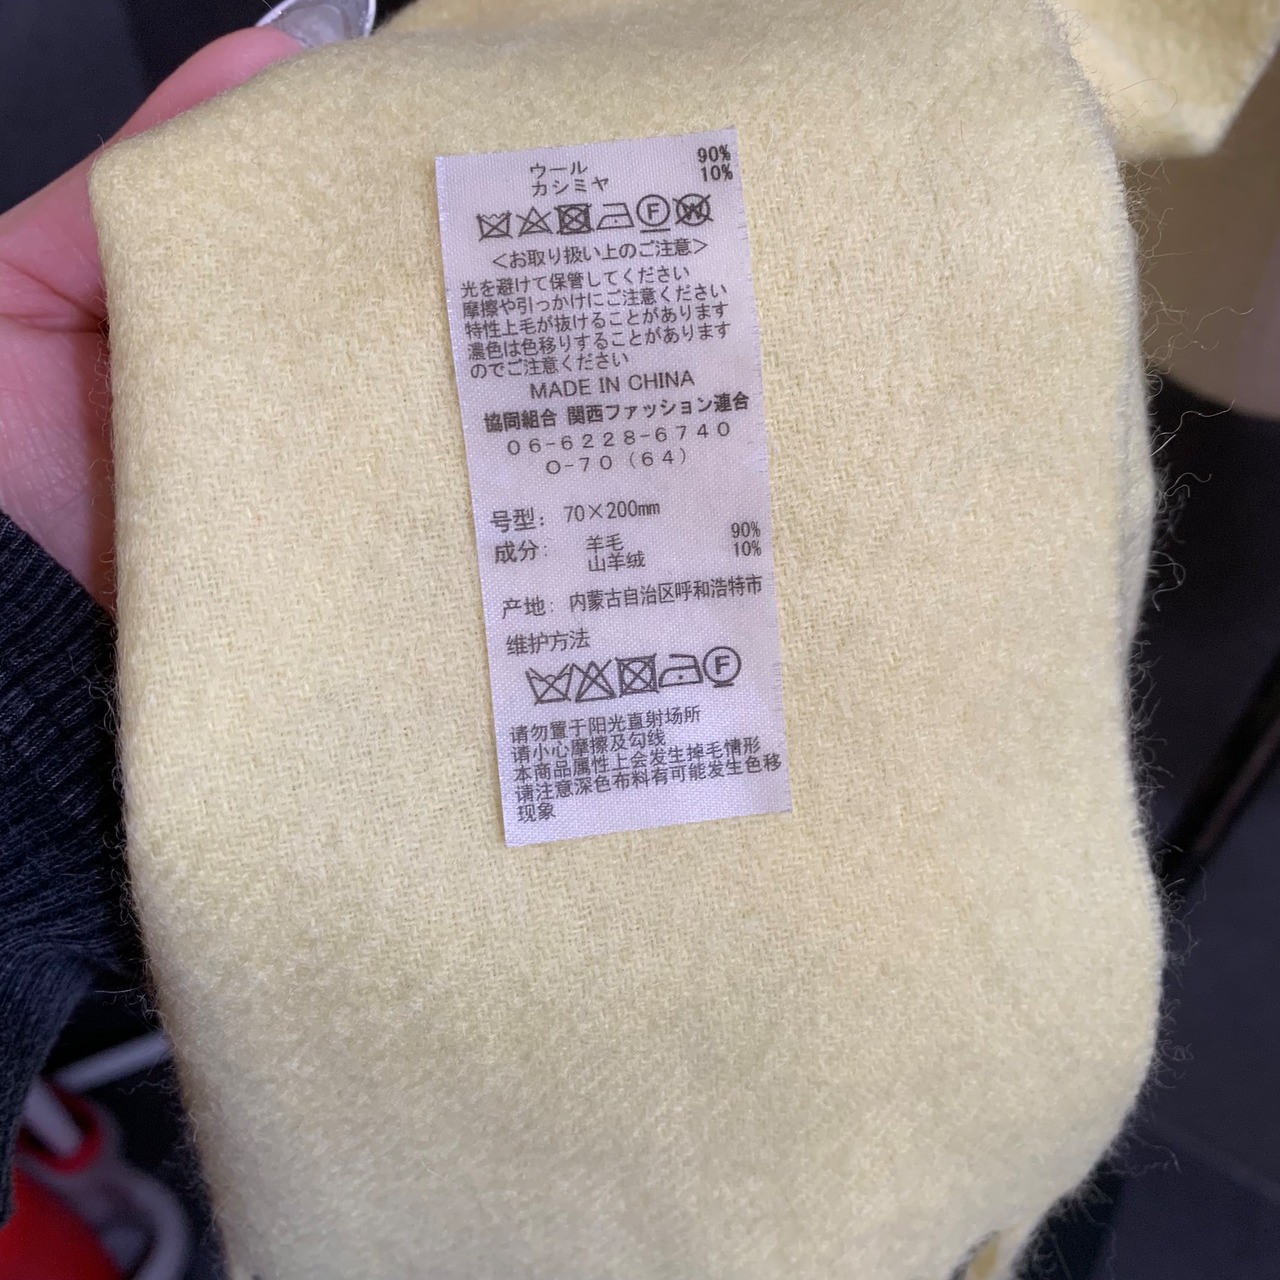 ウール 90%
カシミヤ 10%
F W
<お取り扱い上のご注意>
光を避けて保管してください
摩擦や引っかけにご注意ください
特性上毛が抜けることがあります
濃色は色移りすることがあります
のでご注意ください
MADE IN CHINA
協同組合 関西ファッション連合
06-6228-6740
O-70(64)
号型: 70×200mm
成分: 羊毛 90%
山羊绒 10%
产地: 内蒙古自治区呼和浩特市
维护方法
F
请勿置于阳光直射场所
请小心摩擦及勾线
本商品属性上会发生掉毛情形
请注意深色布料有可能发生色移
现象